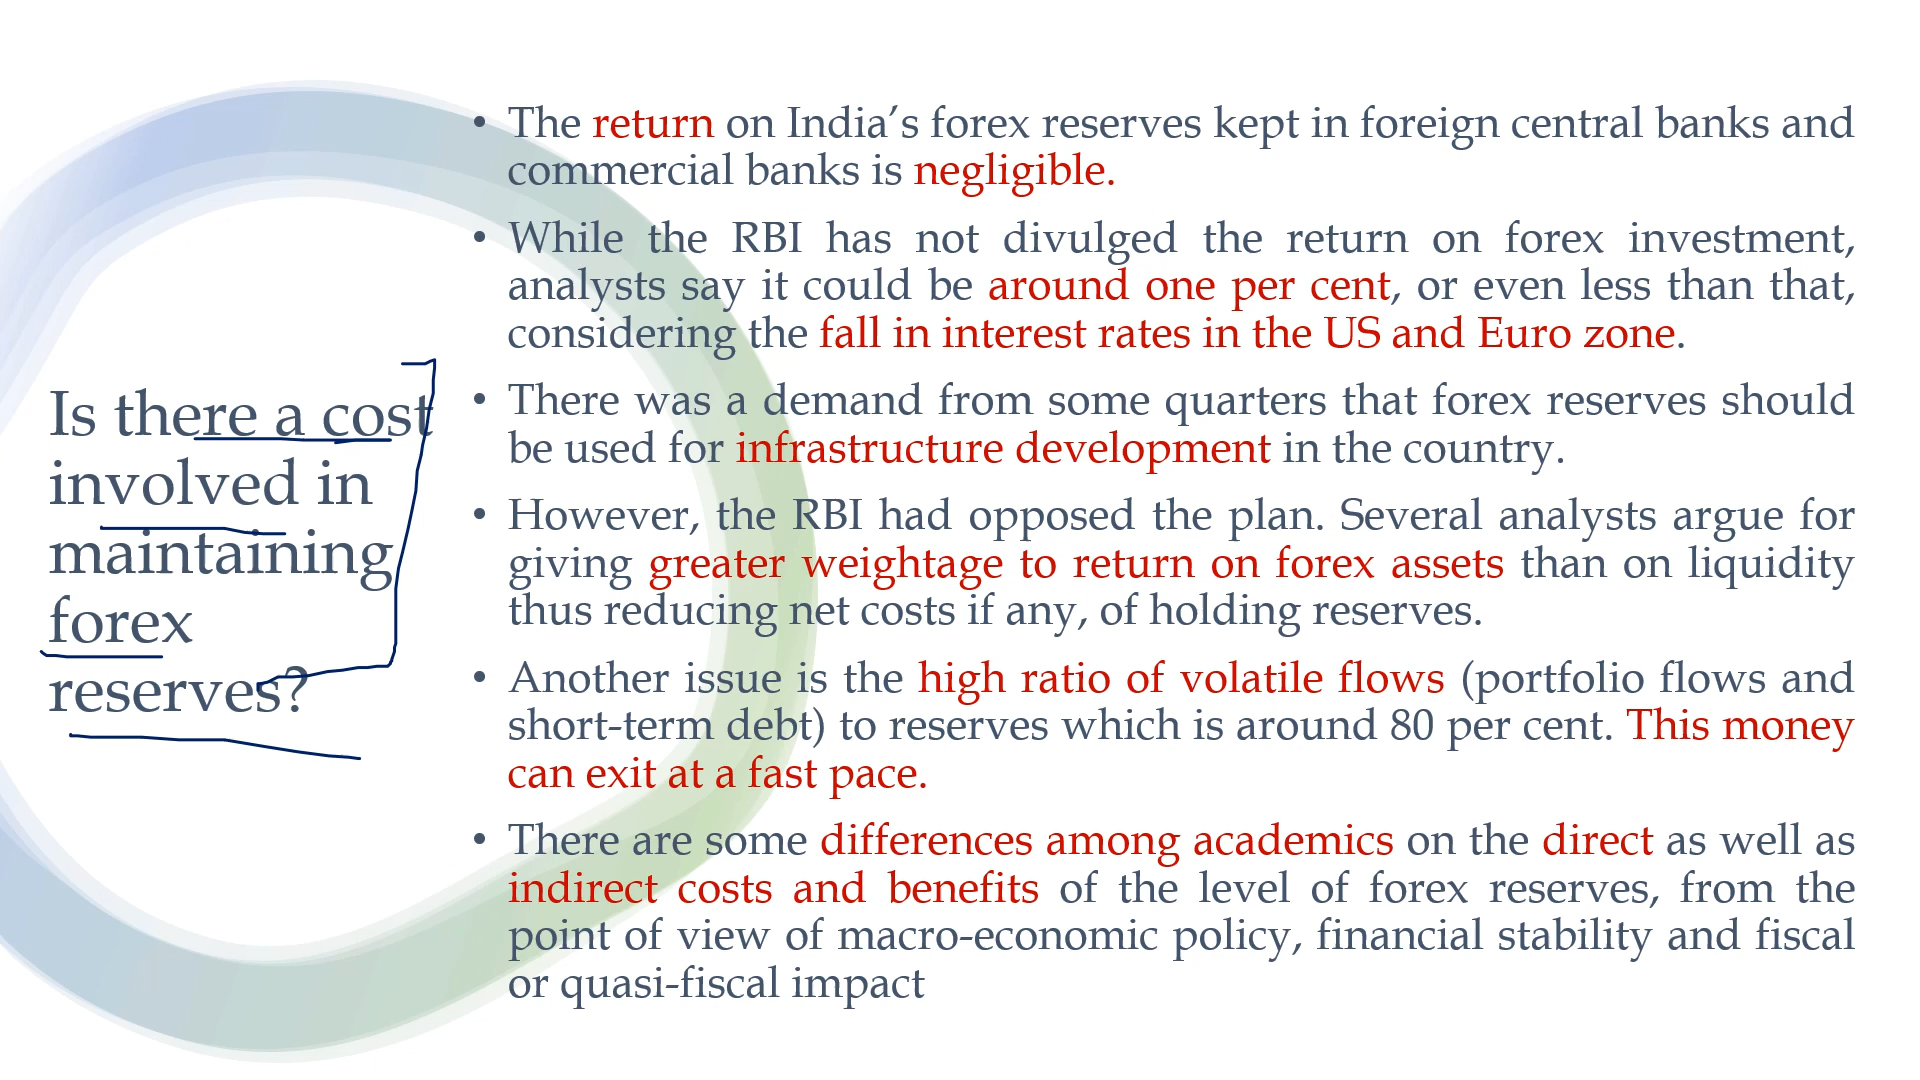 Is there a cost
involved in
maintaining
forex
reserves?
• The return on India’s forex reserves kept in foreign central banks and
commercial banks is negligible.
• While the RBI has not divulged the return on forex investment,
analysts say it could be around one per cent, or even less than that,
considering the fall in interest rates in the US and Euro zone.
• There was a demand from some quarters that forex reserves should
be used for infrastructure development in the country.
• However, the RBI had opposed the plan. Several analysts argue for
giving greater weightage to return on forex assets than on liquidity
thus reducing net costs if any, of holding reserves.
• Another issue is the high ratio of volatile flows (portfolio flows and
short-term debt) to reserves which is around 80 per cent. This money
can exit at a fast pace.
• There are some differences among academics on the direct as well as
indirect costs and benefits of the level of forex reserves, from the
point of view of macro-economic policy, financial stability and fiscal
or quasi-fiscal impact